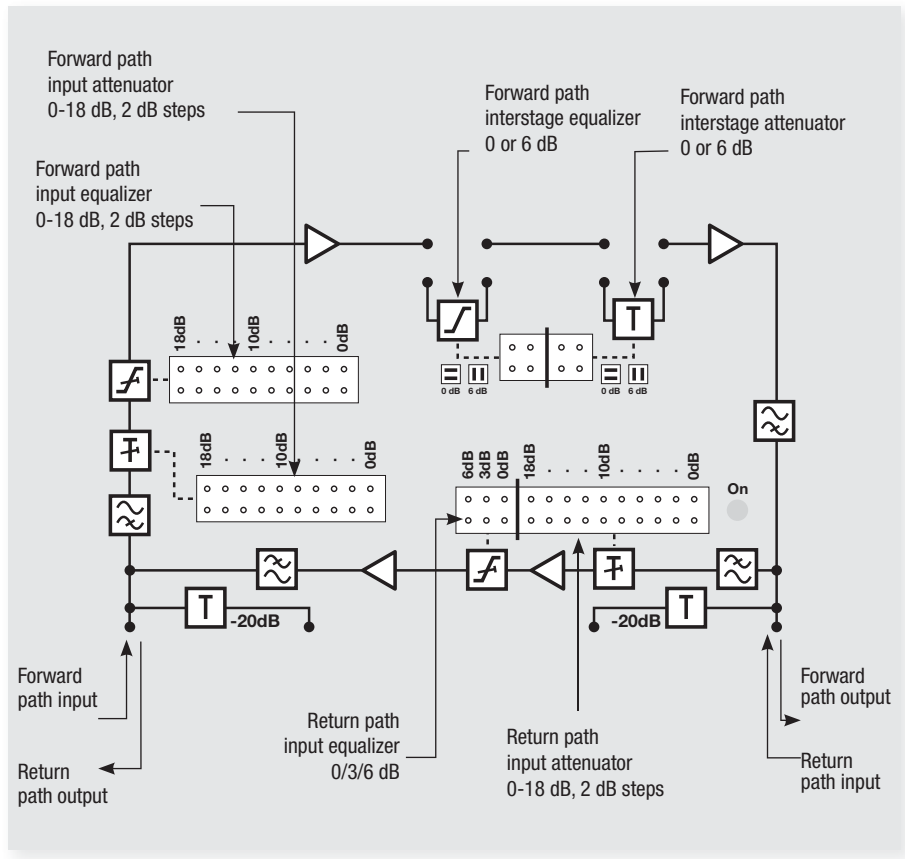 Forward path
input attenuator
0-18 dB, 2 dB steps
Forward path
interstage equalizer
0 or 6 dB
Forward path
interstage attenuator
0 or 6 dB
Forward path
input equalizer
0-18 dB, 2 dB steps
18dB . . . 10dB . . . . 0dB
T
0 dB 6 dB
0 dB 6 dB
18dB . . . 10dB . . . . 0dB
T
6dB 3dB 0dB 18dB . . . 10dB . . . . 0dB
On
T
T
-20dB
T
-20dB
Forward
path input
Forward
path output
Return path
input equalizer
0/3/6 dB
Return path
input attenuator
0-18 dB, 2 dB steps
Return
path output
Return
path input